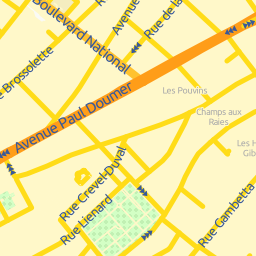 Boulevard National
Avenue
Rue de la
Brossolette
Les Pouvins
Avenue Paul Doumer
Champs aux
Raies
Les H
Gib
Rue Crevel-Duval
Rue Lienard
Rue Gambetta